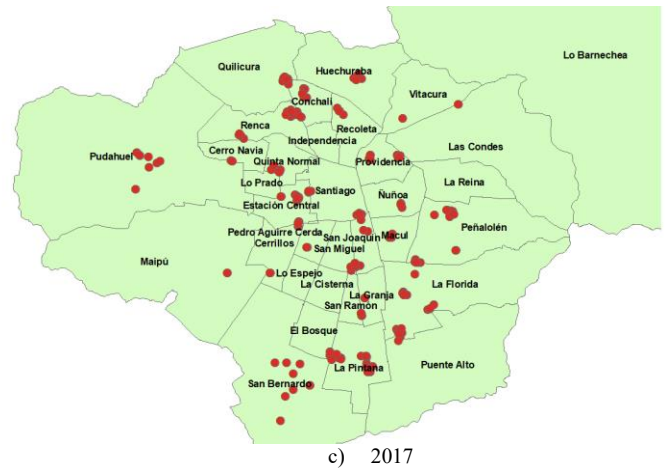 Lo Barnechea
Quilicura
Huechuraba
Vitacura
Conchalí
Renca
Recoleta
Independencia
Las Condes
Pudahuel
Cerro Navia
Quinta Normal
Providencia
Lo Prado
La Reina
Santiago
Ñuñoa
Estación Central
Peñalolén
Pedro Aguirre Cerda
San Joaquín
Macul
Cerrillos
San Miguel
Maipú
Lo Espejo
La Cisterna
La Florida
La Granja
San Ramón
El Bosque
La Pintana
Puente Alto
San Bernardo
c) 2017